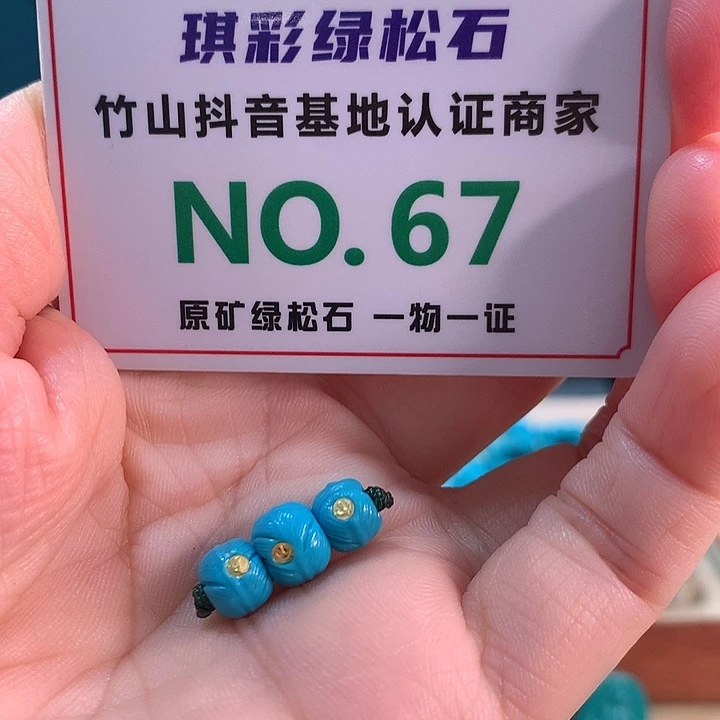 琪彩绿松石
竹山抖音基地认证商家
NO.67
原矿绿松石 一物一证